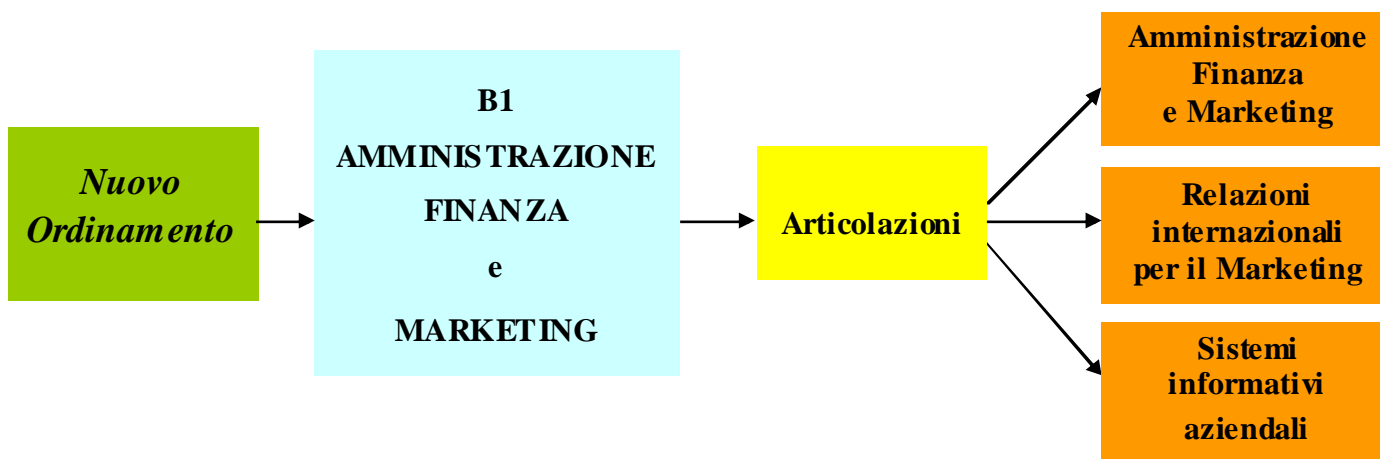 Nuovo
Ordinamento
B1
AMMINISTRAZIONE
FINANZA
e
MARKETING
Articolazioni
Amministrazione
Finanza
e Marketing
Relazioni
internazionali
per il Marketing
Sistemi
informativi
aziendali